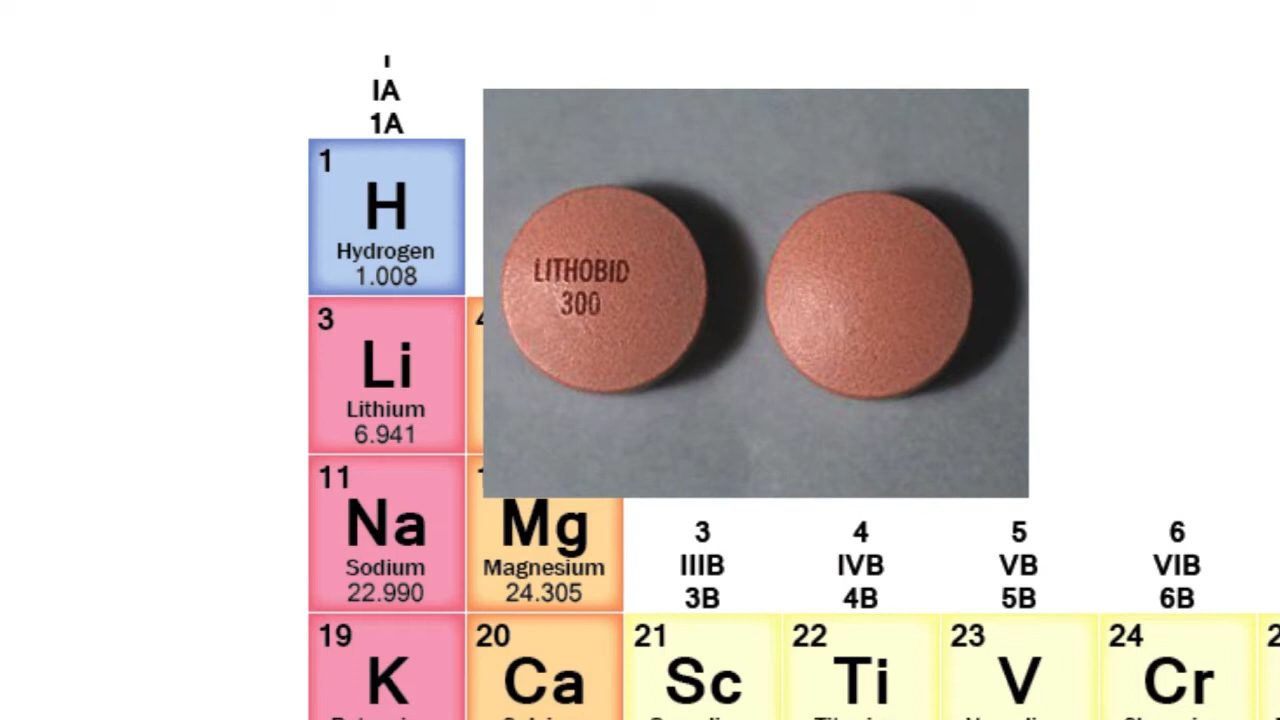 IA
1A
1
H
Hydrogen
1.008
LITHOBID
300
3
Li
Lithium
6.941
11
Na
Sodium
22.990
Mg
Magnesium
24.305
3
IIIB
3B
4
IVB
4B
5
VB
5B
6
VIB
6B
19
K
20
Ca
21
Sc
22
Ti
23
V
24
Cr